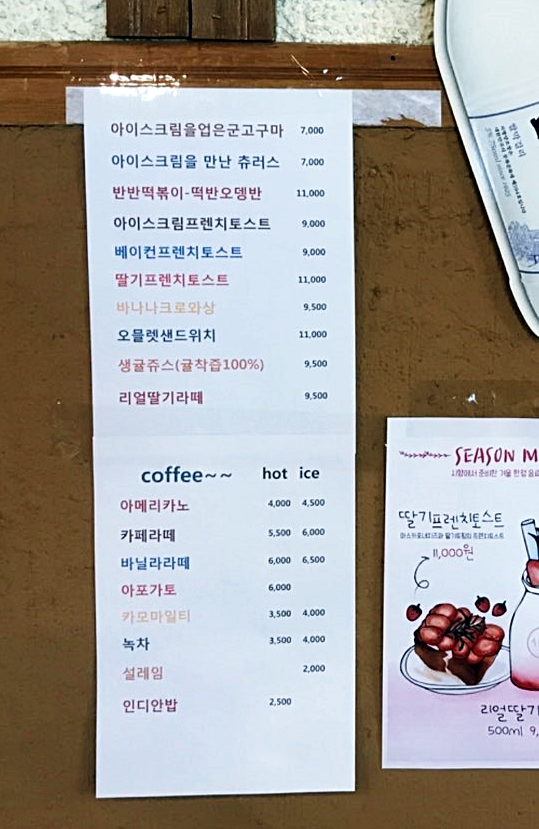 아이스크림을업은군고구마 7,000
아이스크림을 만난 츄러스 7,000
반반떡볶이-떡반오뎅반 11,000
아이스크림프렌치토스트 9,000
베이컨프렌치토스트 9,000
딸기프렌치토스트 11,000
바나나크로와상 9,500
오믈렛샌드위치 11,000
생귤쥬스(귤착즙100%) 9,500
리얼딸기라떼 9,500
coffee~~ hot ice
아메리카노 4,000 4,500
카페라떼 5,500 6,000
바닐라라떼 6,000 6,500
아포가토 6,000
카모마일티 3,500 4,000
녹차 3,500 4,000
설레임 2,000
인디안밥 2,500
SEASON M
딸기프렌치토스트
11,000원
리얼딸기
500ml 9,